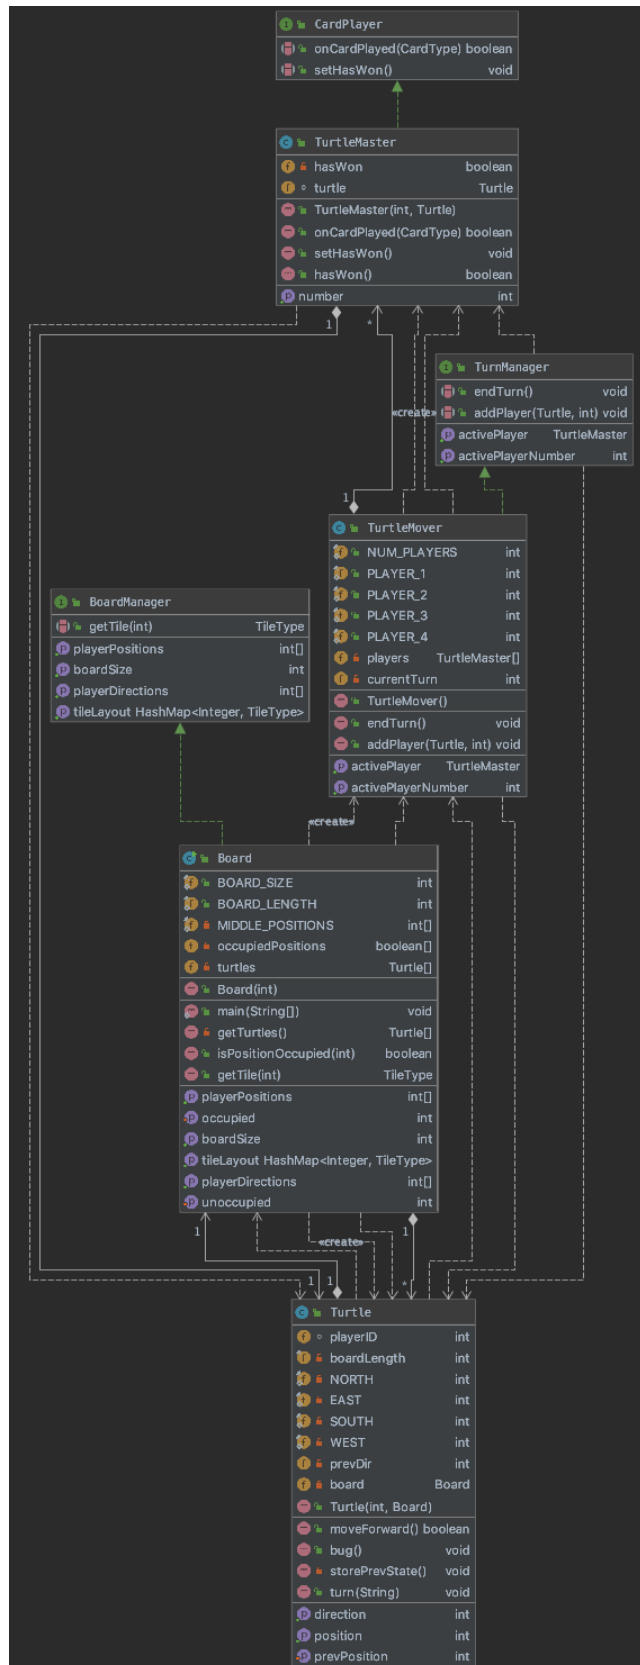 CardPlayer
onCardPlayed(CardType) boolean
setHasWon() void
TurtleMaster
hasWon boolean
turtle Turtle
TurtleMaster(int, Turtle)
onCardPlayed(CardType) boolean
setHasWon() void
hasWon() boolean
number int
1
*
TurnManager
endTurn() void
«create»
addPlayer(Turtle, int) void
activePlayer TurtleMaster
activePlayerNumber int
1
TurtleMover
NUM_PLAYERS int
PLAYER_1 int
PLAYER_2 int
PLAYER_3 int
PLAYER_4 int
players TurtleMaster[]
currentTurn int
TurtleMover()
endTurn() void
addPlayer(Turtle, int) void
activePlayer TurtleMaster
activePlayerNumber int
BoardManager
getTile(int) TileType
playerPositions int[]
boardSize int
playerDirections int[]
tileLayout HashMap<Integer, TileType>
«create»
Board
BOARD_SIZE int
BOARD_LENGTH int
MIDDLE_POSITIONS int[]
occupiedPositions boolean[]
turtles Turtle[]
Board(int)
main(String[]) void
getTurtles() Turtle[]
isPositionOccupied(int) boolean
getTile(int) TileType
playerPositions int[]
occupied int
boardSize int
tileLayout HashMap<Integer, TileType>
playerDirections int[]
unoccupied int
1
«create»
1
1
1
*
Turtle
playerID int
boardLength int
NORTH int
EAST int
SOUTH int
WEST int
prevDir int
board Board
Turtle(int, Board)
moveForward() boolean
bug() void
storePrevState() void
turn(String) void
direction int
position int
prevPosition int